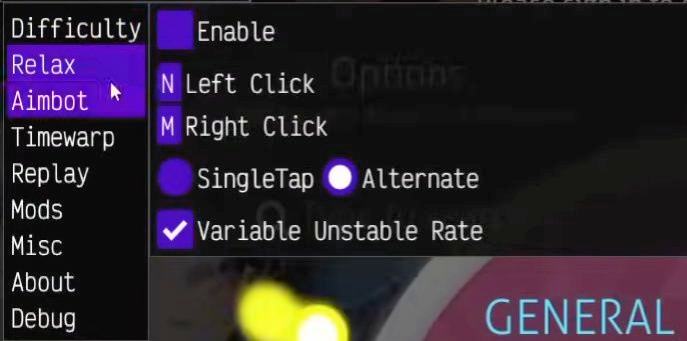 Difficulty
Relax
Aimbot
Timewarp
Replay
Mods
Misc
About
Debug
Enable
N Left Click
M Right Click
SingleTap Alternate
Variable Unstable Rate
Options
GENERAL